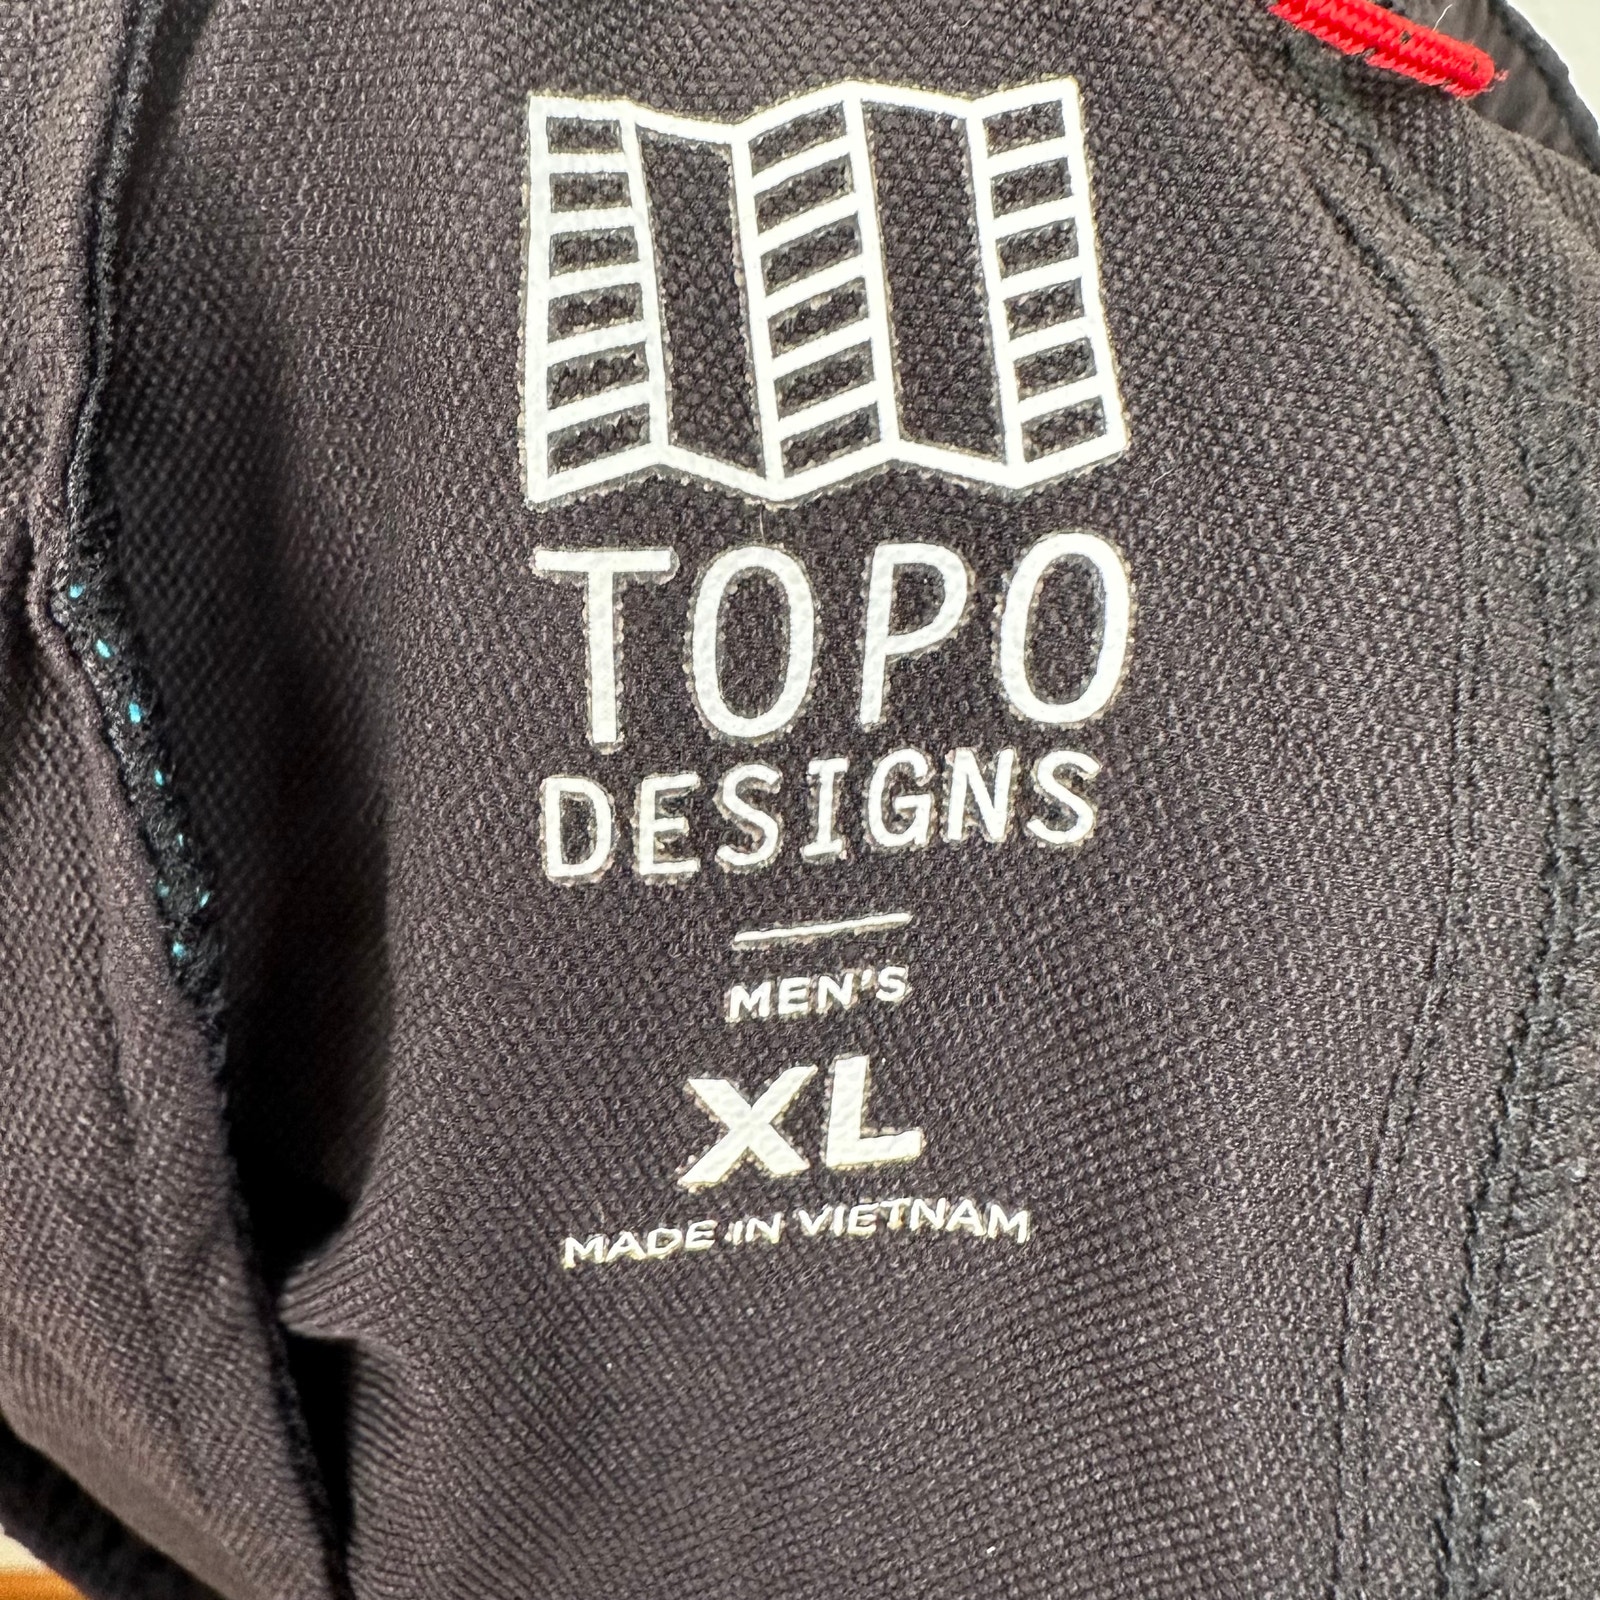 TOPO
DESIGNS
MEN'S
XL
MADE IN VIETNAM